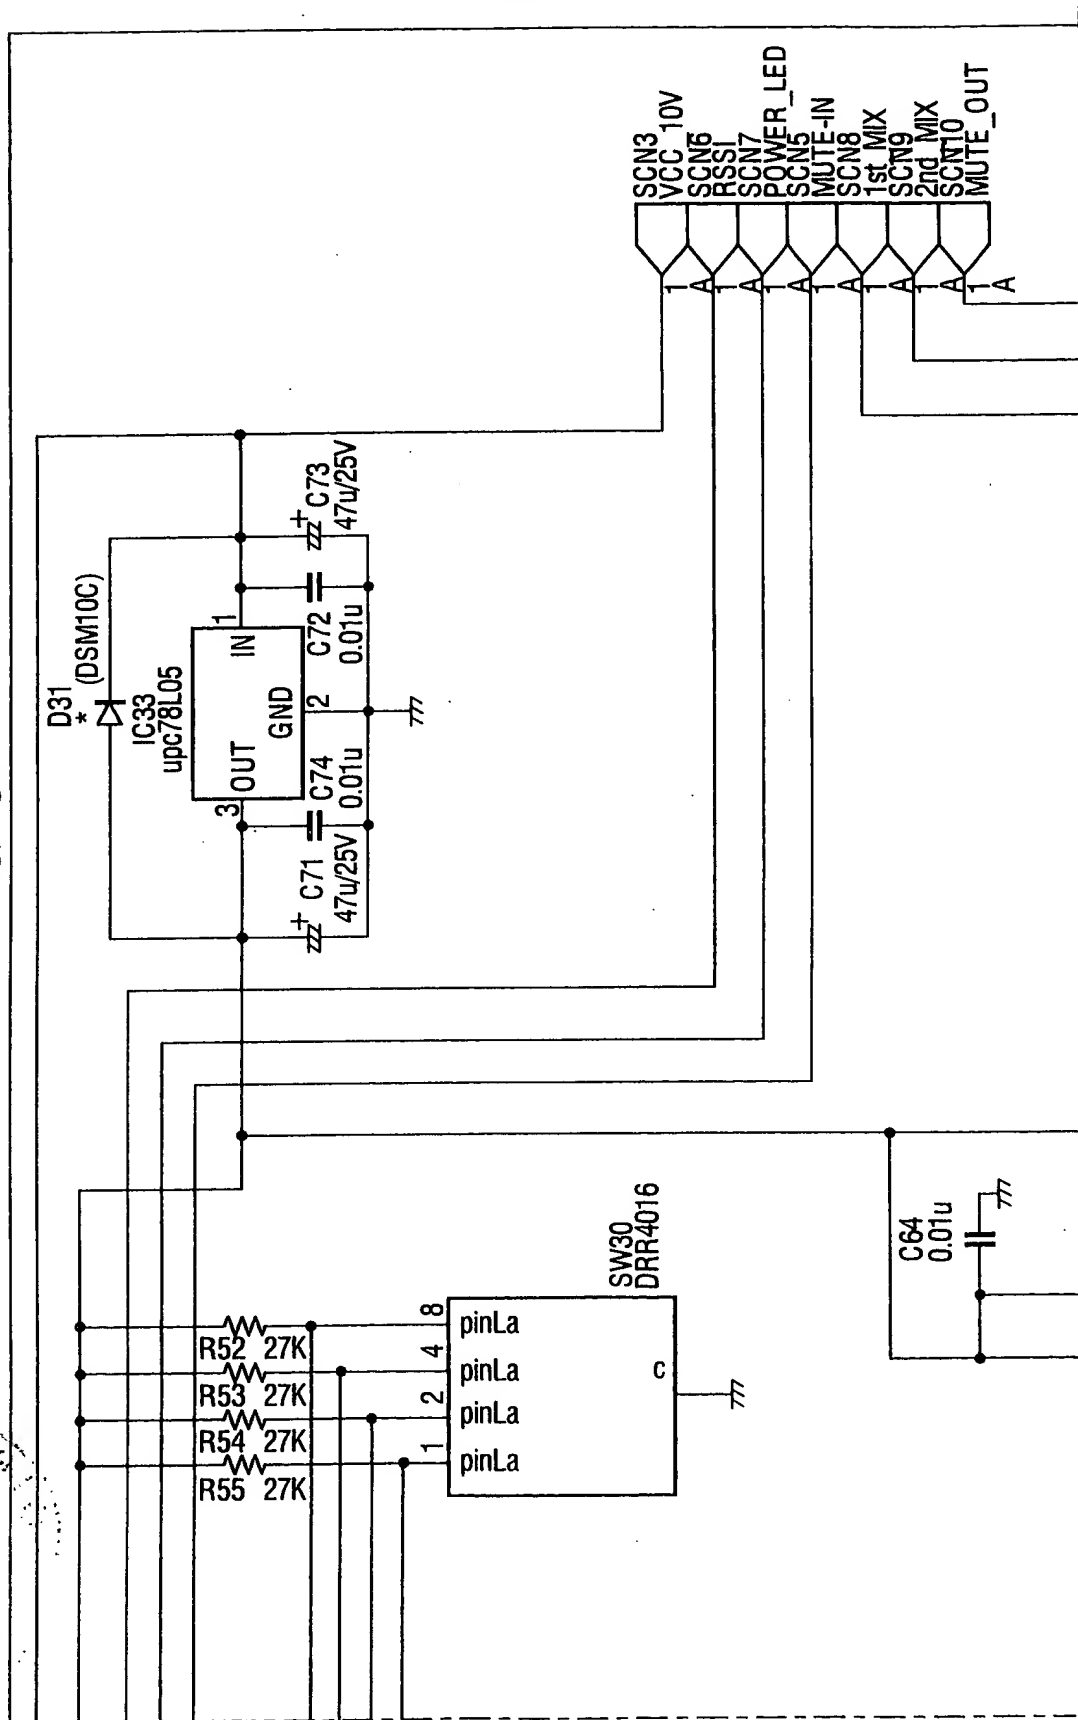 SCN3
VCC_10V
SCN6
RSSI
SCN7
POWER_LED
SCN5
MUTE-IN
SCN8
1st_MIX
SCN9
2nd_MIX
SCN10
MUTE_OUT
1 A
1 A
1 A
1 A
1 A
1 A
1 A
D31
*
(DSM10C)
IC33
upc78L05
1
IN
GND
2
OUT
3
+
C73
47u/25V
C72
0.01u
C74
0.01u
+
C71
47u/25V
SW30
DRR4016
8
pinLa
4
pinLa
2
pinLa
1
pinLa
C
R52 27K
R53 27K
R54 27K
R55 27K
C64
0.01u